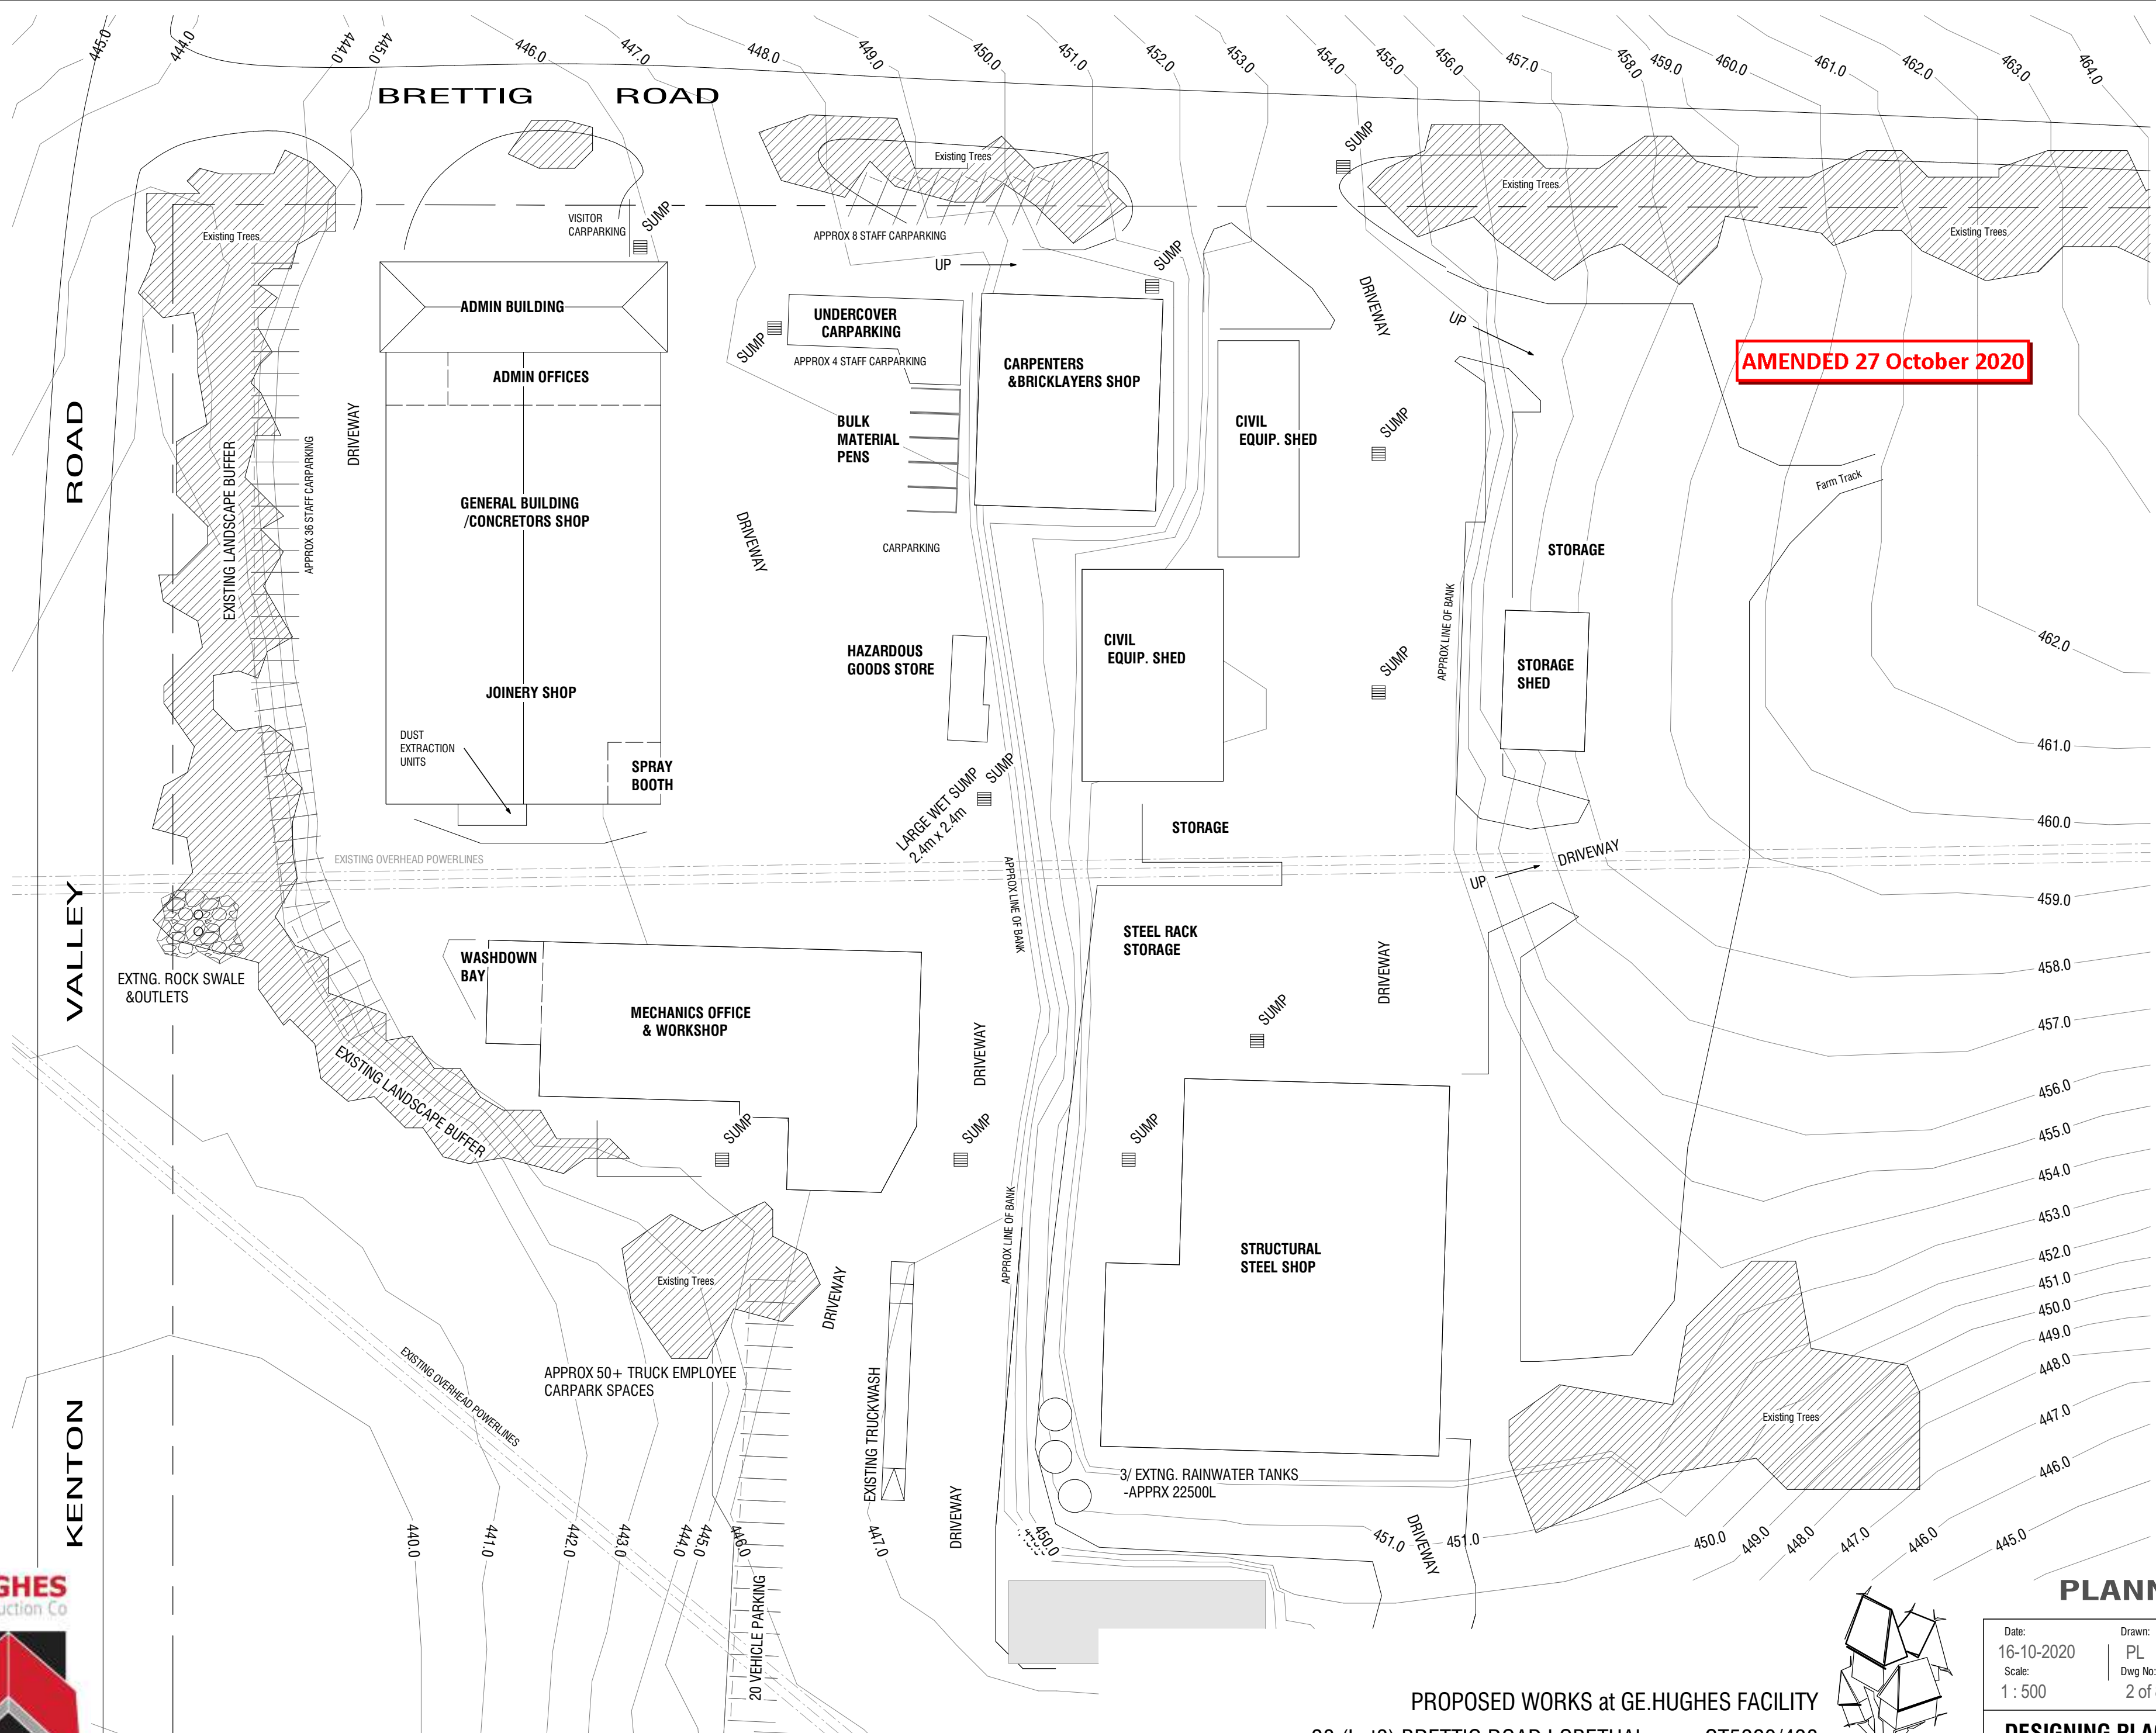 445.0
444.0
444.0
445.0
446.0
447.0
448.0
449.0
450.0
451.0
452.0
453.0
454.0
455.0
456.0
457.0
458.0
459.0
460.0
461.0
462.0
463.0
464.0
BRETTIG ROAD
SUMP
Existing Trees
Existing Trees
Existing Trees
Existing Trees
VISITOR
CARPARKING
SUMP
APPROX 8 STAFF CARPARKING
UP
SUMP
DRIVEWAY
UP
ADMIN BUILDING
UNDERCOVER
CARPARKING
SUMP
APPROX 4 STAFF CARPARKING
CARPENTERS
&BRICKLAYERS SHOP
AMENDED 27 October 2020
ADMIN OFFICES
DRIVEWAY
BULK
MATERIAL
PENS
CIVIL
EQUIP. SHED
SUMP
Farm Track
EXISTING LANDSCAPE BUFFER
APPROX 36 STAFF CARPARKING
GENERAL BUILDING
/CONCRETORS SHOP
DRIVEWAY
CARPARKING
STORAGE
APPROX LINE OF BANK
HAZARDOUS
GOODS STORE
CIVIL
EQUIP. SHED
SUMP
STORAGE
SHED
462.0
JOINERY SHOP
DUST
EXTRACTION
UNITS
SPRAY
BOOTH
461.0
LARGE WET SUMP
2.4m x 2.4m
SUMP
STORAGE
460.0
EXISTING OVERHEAD POWERLINES
APPROX LINE OF BANK
UP
DRIVEWAY
459.0
KENTON VALLEY ROAD
EXTNG. ROCK SWALE
&OUTLETS
WASHDOWN
BAY
STEEL RACK
STORAGE
DRIVEWAY
458.0
MECHANICS OFFICE
& WORKSHOP
DRIVEWAY
SUMP
457.0
EXISTING LANDSCAPE BUFFER
SUMP
SUMP
SUMP
456.0
455.0
454.0
453.0
452.0
451.0
450.0
449.0
448.0
447.0
446.0
APPROX LINE OF BANK
STRUCTURAL
STEEL SHOP
Existing Trees
DRIVEWAY
EXISTING OVERHEAD POWERLINES
APPROX 50+ TRUCK EMPLOYEE
CARPARK SPACES
EXISTING TRUCKWASH
Existing Trees
3/ EXTNG. RAINWATER TANKS
-APPRX 22500L
DRIVEWAY
DRIVEWAY
440.0
441.0
442.0
443.0
444.0
445.0
446.0
447.0
450.0
451.0
451.0
450.0
449.0
448.0
447.0
446.0
445.0
20 VEHICLE PARKING
GHES
uction Co
PLANN
Date:
Drawn:
16-10-2020
PL
Scale:
Dwg No:
1 : 500
2 of
PROPOSED WORKS at GE.HUGHES FACILITY